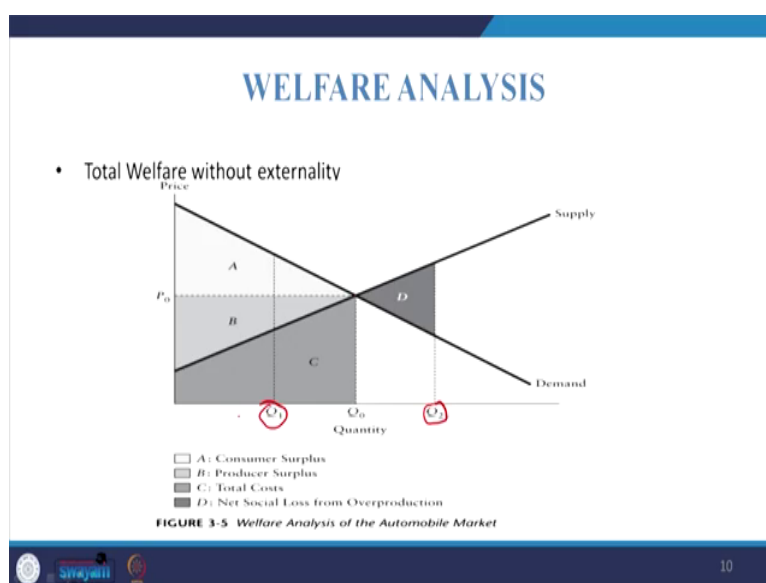 WELFARE ANALYSIS
• Total Welfare without externality
Price
Supply
A
P₀
D
B
C
Demand
Q₁ Q₀ Q₂
Quantity
A: Consumer Surplus
B: Producer Surplus
C: Total Costs
D: Net Social Loss from Overproduction
FIGURE 3-5 Welfare Analysis of the Automobile Market
swayam
10